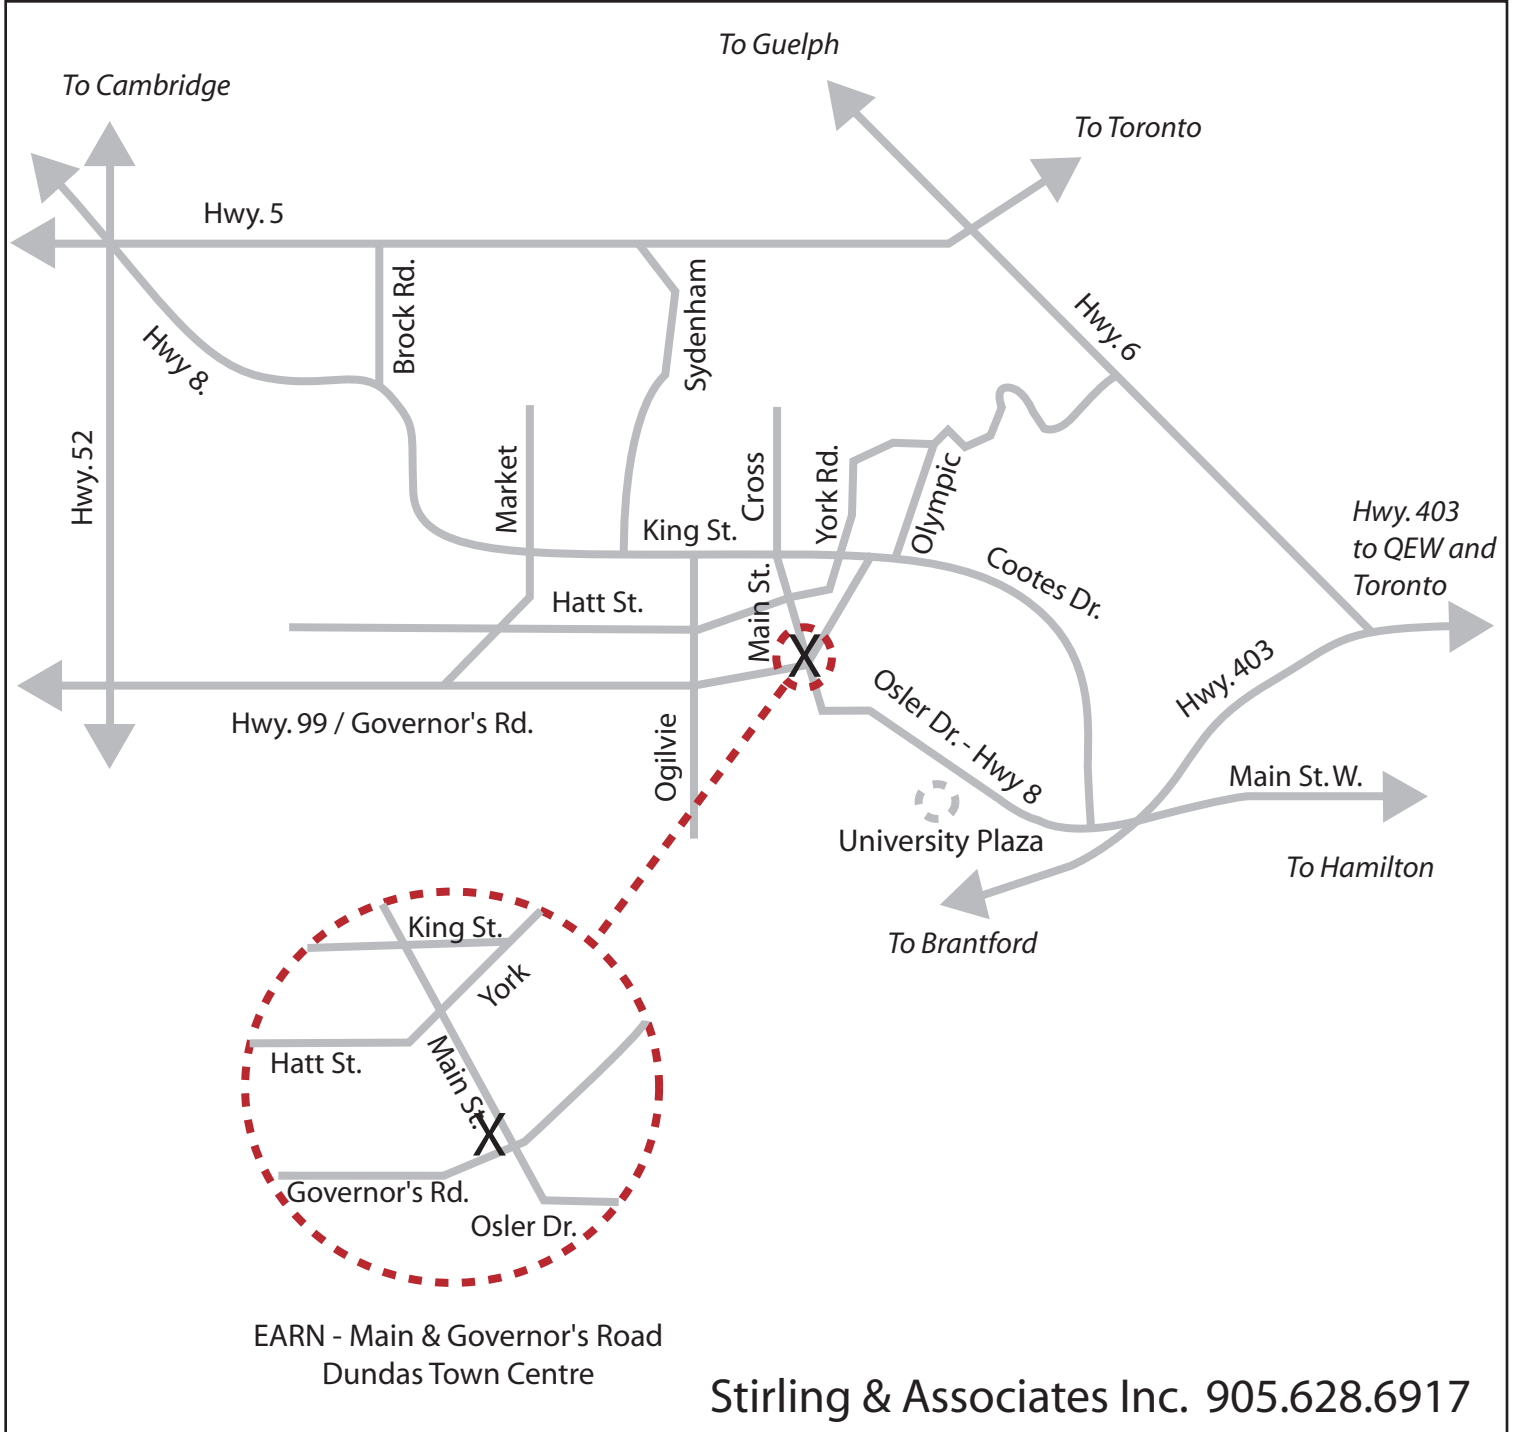 To Guelph
To Cambridge
To Toronto
Hwy. 5
Brock Rd.
Sydenham
Hwy. 6
Hwy 8.
Hwy. 52
Market
Cross
York Rd.
Olympic
King St.
Hwy. 403
to QEW and
Toronto
Cootes Dr.
Hatt St.
Main St.
X
Hwy. 403
Osler Dr. - Hwy 8
Hwy. 99 / Governor's Rd.
Ogilvie
Main St. W.
University Plaza
To Hamilton
To Brantford
King St.
York
Hatt St.
Main St.
X
Governor's Rd.
Osler Dr.
EARN - Main & Governor's Road
Dundas Town Centre
Stirling & Associates Inc. 905.628.6917